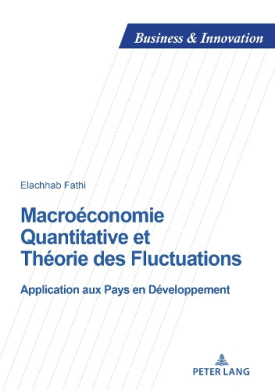 Business & Innovation
Elachhab Fathi
Macroéconomie
Quantitative et
Théorie des Fluctuations
Application aux Pays en Développement
PETER LANG